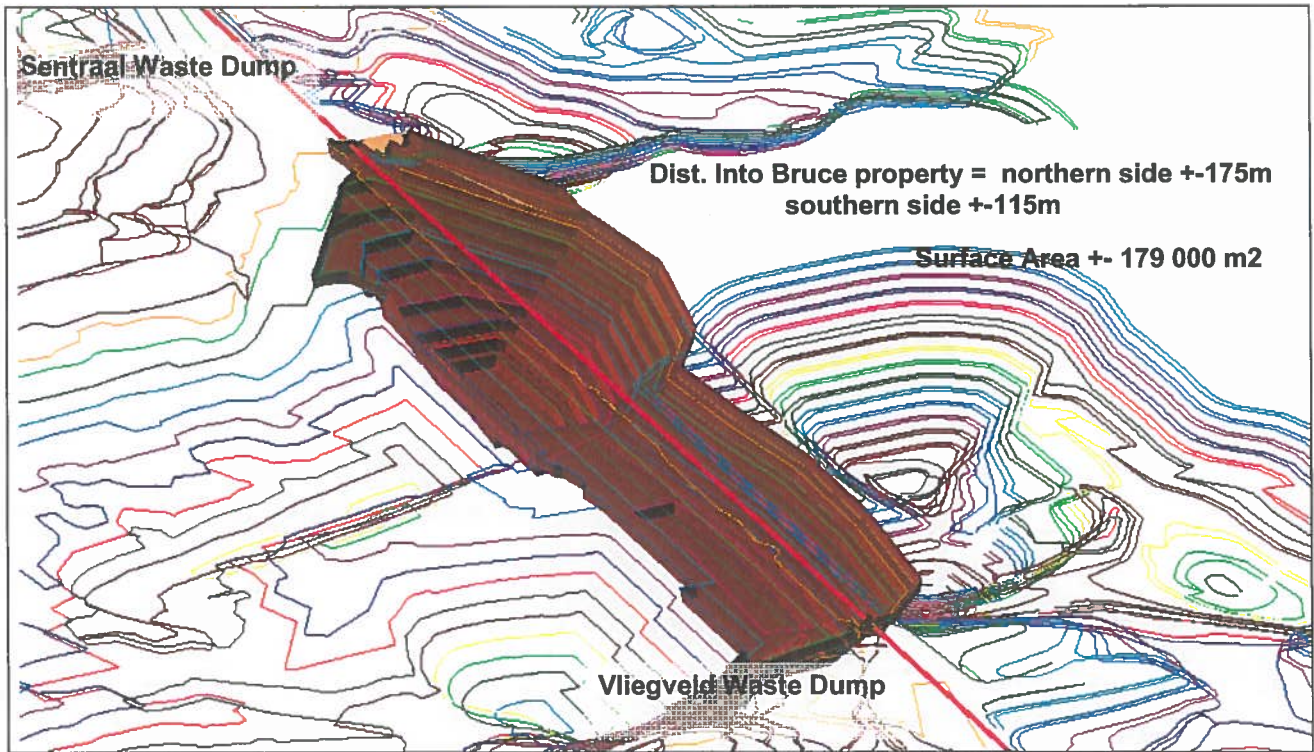 Sentraal Waste Dump
Dist. Into Bruce property = northern side +-175m
southern side +-115m
Surface Area +- 179 000 m2
Vliegveld Waste Dump